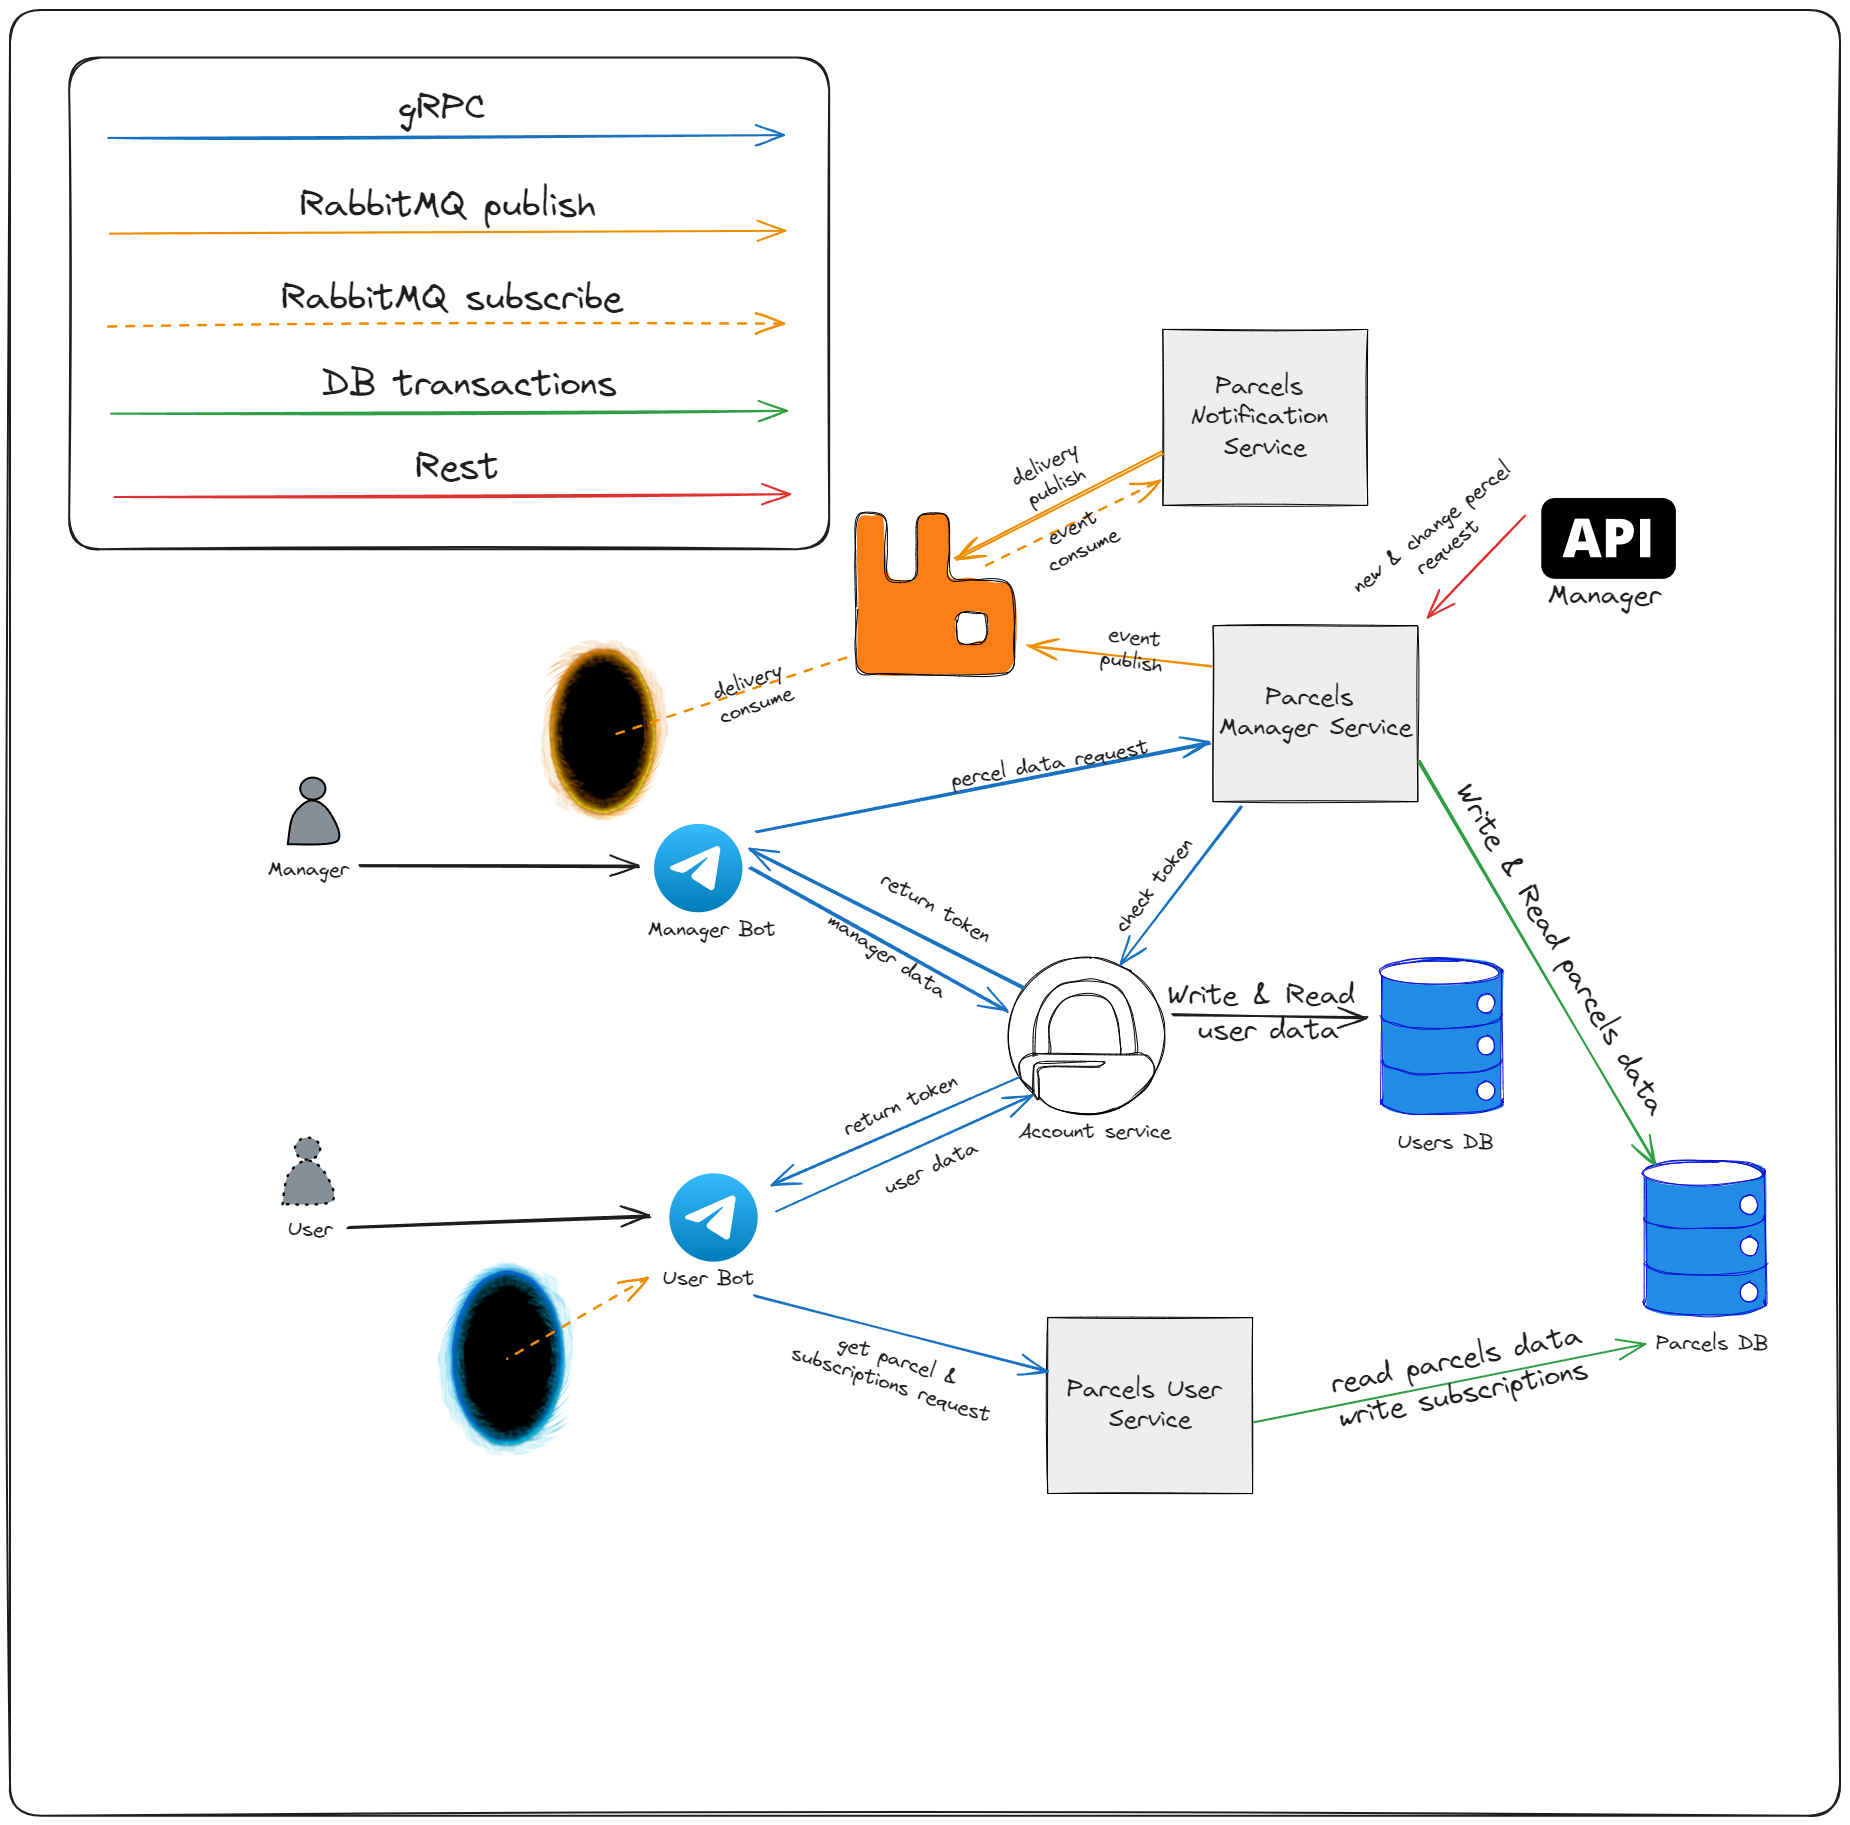 gRPC
RabbitMQ publish
RabbitMQ subscribe
DB transactions
Rest
Parcels
Notification
Service
delivery
publish
event
consume
new & change percel
request
API
Manager
event
publish
delivery
consume
Parcels
Manager Service
percel data request
Manager
Manager Bot
return token
manager data
check token
Write & Read parcels data
Write & Read
user data
Users DB
Account service
return token
user data
User
User Bot
get parcel &
subscriptions request
Parcels User
Service
read parcels data
write subscriptions
Parcels DB